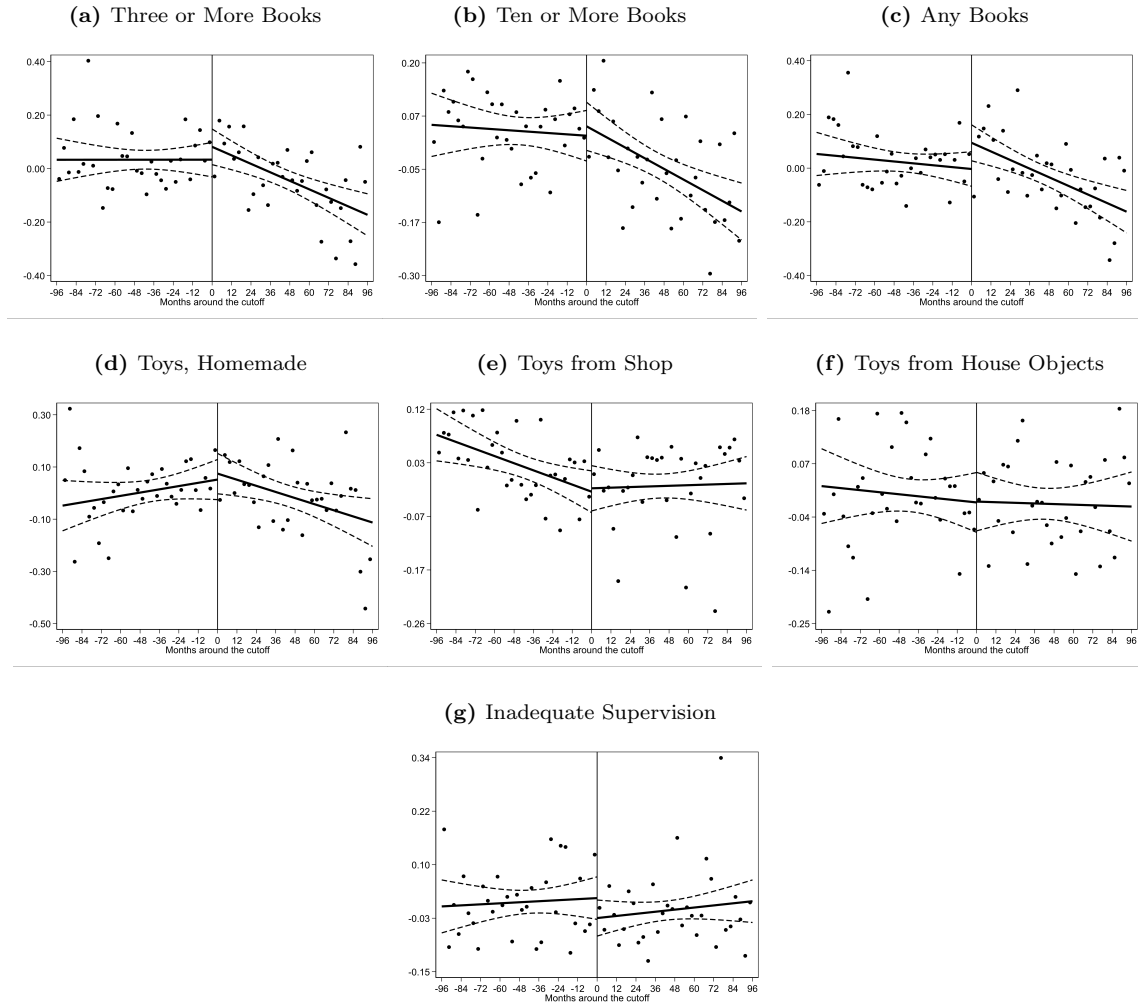 (a) Three or More Books
(b) Ten or More Books
(c) Any Books
0.40
0.20
0.00
-0.20
-0.40
-96 -84 -72 -60 -48 -36 -24 -12 0 12 24 36 48 60 72 84 96
Months around the cutoff
0.20
0.07
-0.05
-0.17
-0.30
-96 -84 -72 -60 -48 -36 -24 -12 0 12 24 36 48 60 72 84 96
Months around the cutoff
0.40
0.20
0.00
-0.20
-0.40
-96 -84 -72 -60 -48 -36 -24 -12 0 12 24 36 48 60 72 84 96
Months around the cutoff
(d) Toys, Homemade
(e) Toys from Shop
(f) Toys from House Objects
0.30
0.10
-0.10
-0.30
-0.50
-96 -84 -72 -60 -48 -36 -24 -12 0 12 24 36 48 60 72 84 96
Months around the cutoff
0.12
0.03
-0.07
-0.17
-0.26
-96 -84 -72 -60 -48 -36 -24 -12 0 12 24 36 48 60 72 84 96
Months around the cutoff
0.18
0.07
-0.04
-0.14
-0.25
-96 -84 -72 -60 -48 -36 -24 -12 0 12 24 36 48 60 72 84 96
Months around the cutoff
(g) Inadequate Supervision
0.34
0.22
0.10
-0.03
-0.15
-96 -84 -72 -60 -48 -36 -24 -12 0 12 24 36 48 60 72 84 96
Months around the cutoff